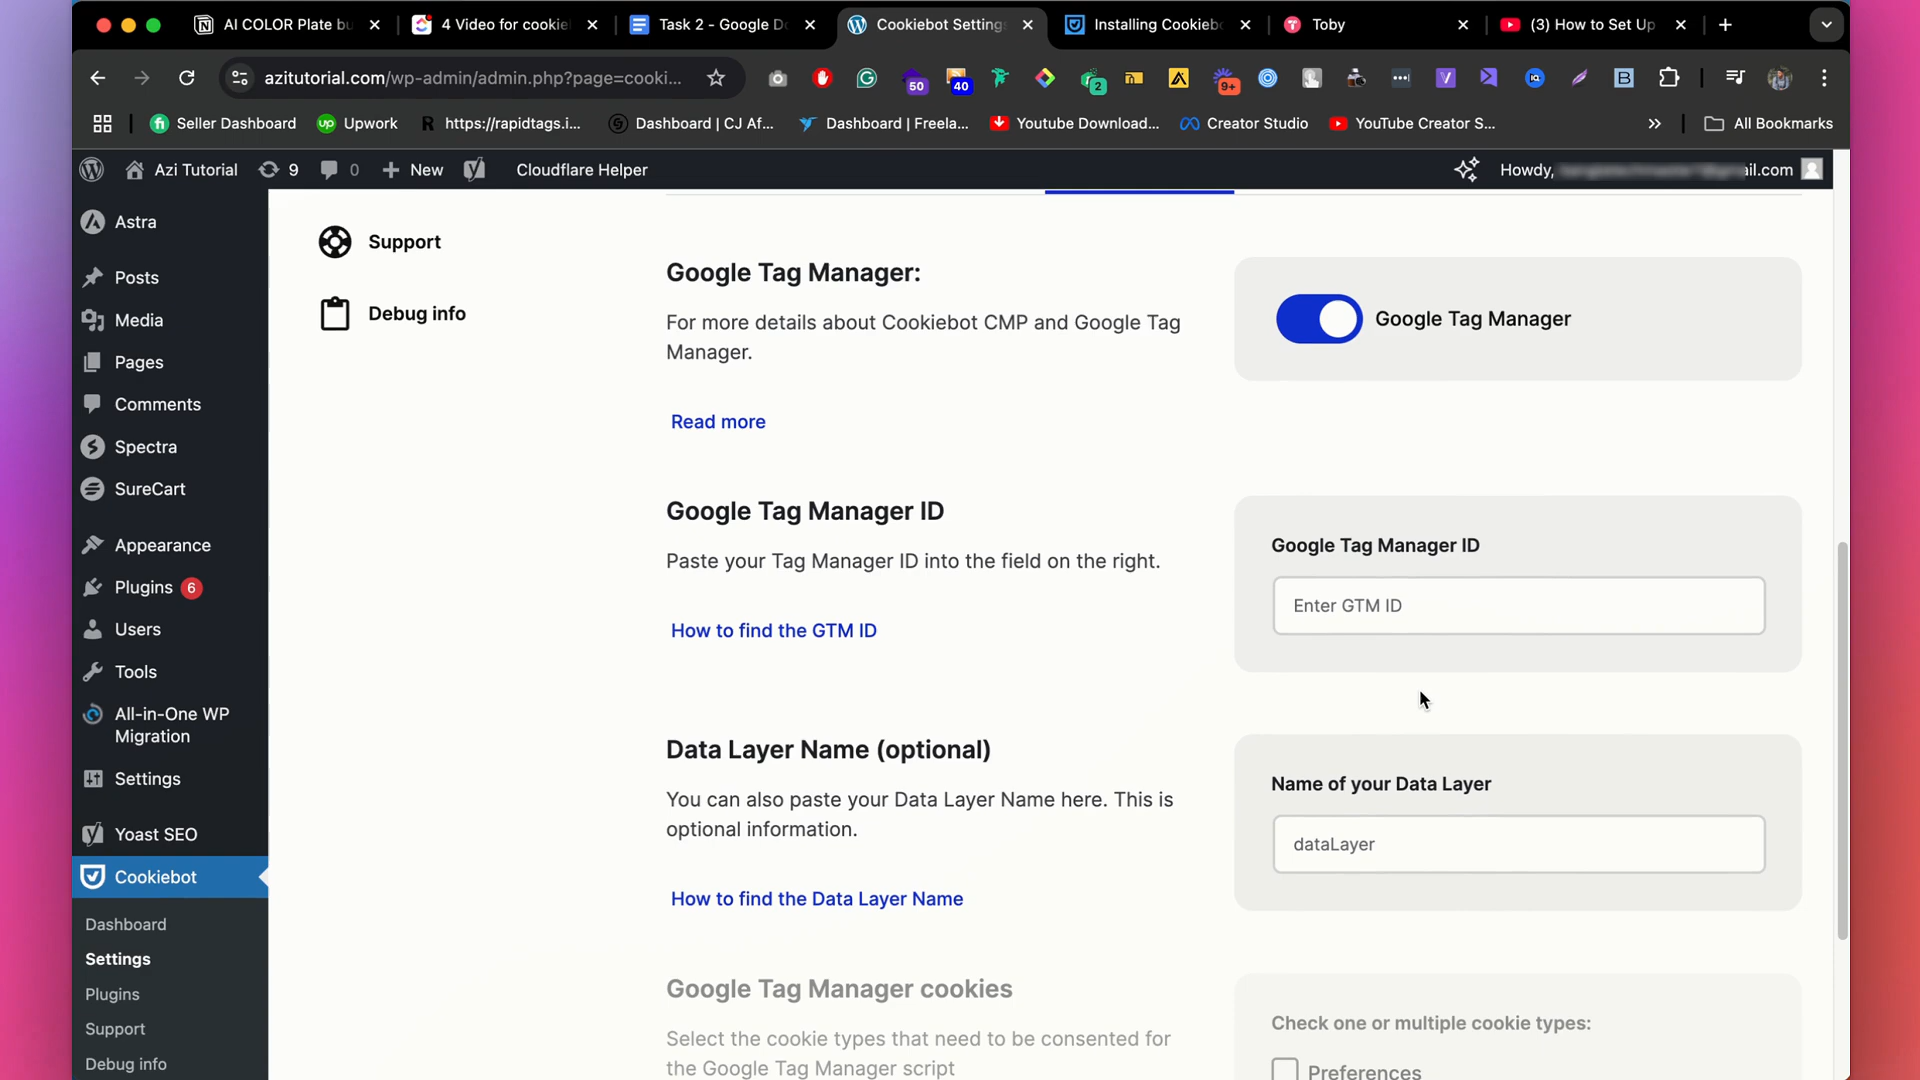 AI COLOR Plate bu
4 Video for cookie
Task 2 - Google Do
Cookiebot Settings
Installing Cookieb
Toby
(3) How to Set Up
azitutorial.com/wp-admin/admin.php?page=cooki...
50
40
2
9+
Seller Dashboard
Upwork
https://rapidtags.i...
Dashboard | CJ Af...
Dashboard | Freela...
Youtube Download...
Creator Studio
YouTube Creator S...
All Bookmarks
Azi Tutorial
9
0
New
Cloudflare Helper
Howdy,
ail.com
Astra
Posts
Media
Pages
Comments
Spectra
SureCart
Appearance
Plugins 6
Users
Tools
All-in-One WP
Migration
Settings
Yoast SEO
Cookiebot
Dashboard
Settings
Plugins
Support
Debug info
Support
Debug info
Google Tag Manager:
For more details about Cookiebot CMP and Google Tag
Manager.
Read more
Google Tag Manager
Google Tag Manager ID
Paste your Tag Manager ID into the field on the right.
How to find the GTM ID
Google Tag Manager ID
Enter GTM ID
Data Layer Name (optional)
You can also paste your Data Layer Name here. This is
optional information.
How to find the Data Layer Name
Name of your Data Layer
dataLayer
Google Tag Manager cookies
Select the cookie types that need to be consented for
the Google Tag Manager script
Check one or multiple cookie types:
Preferences